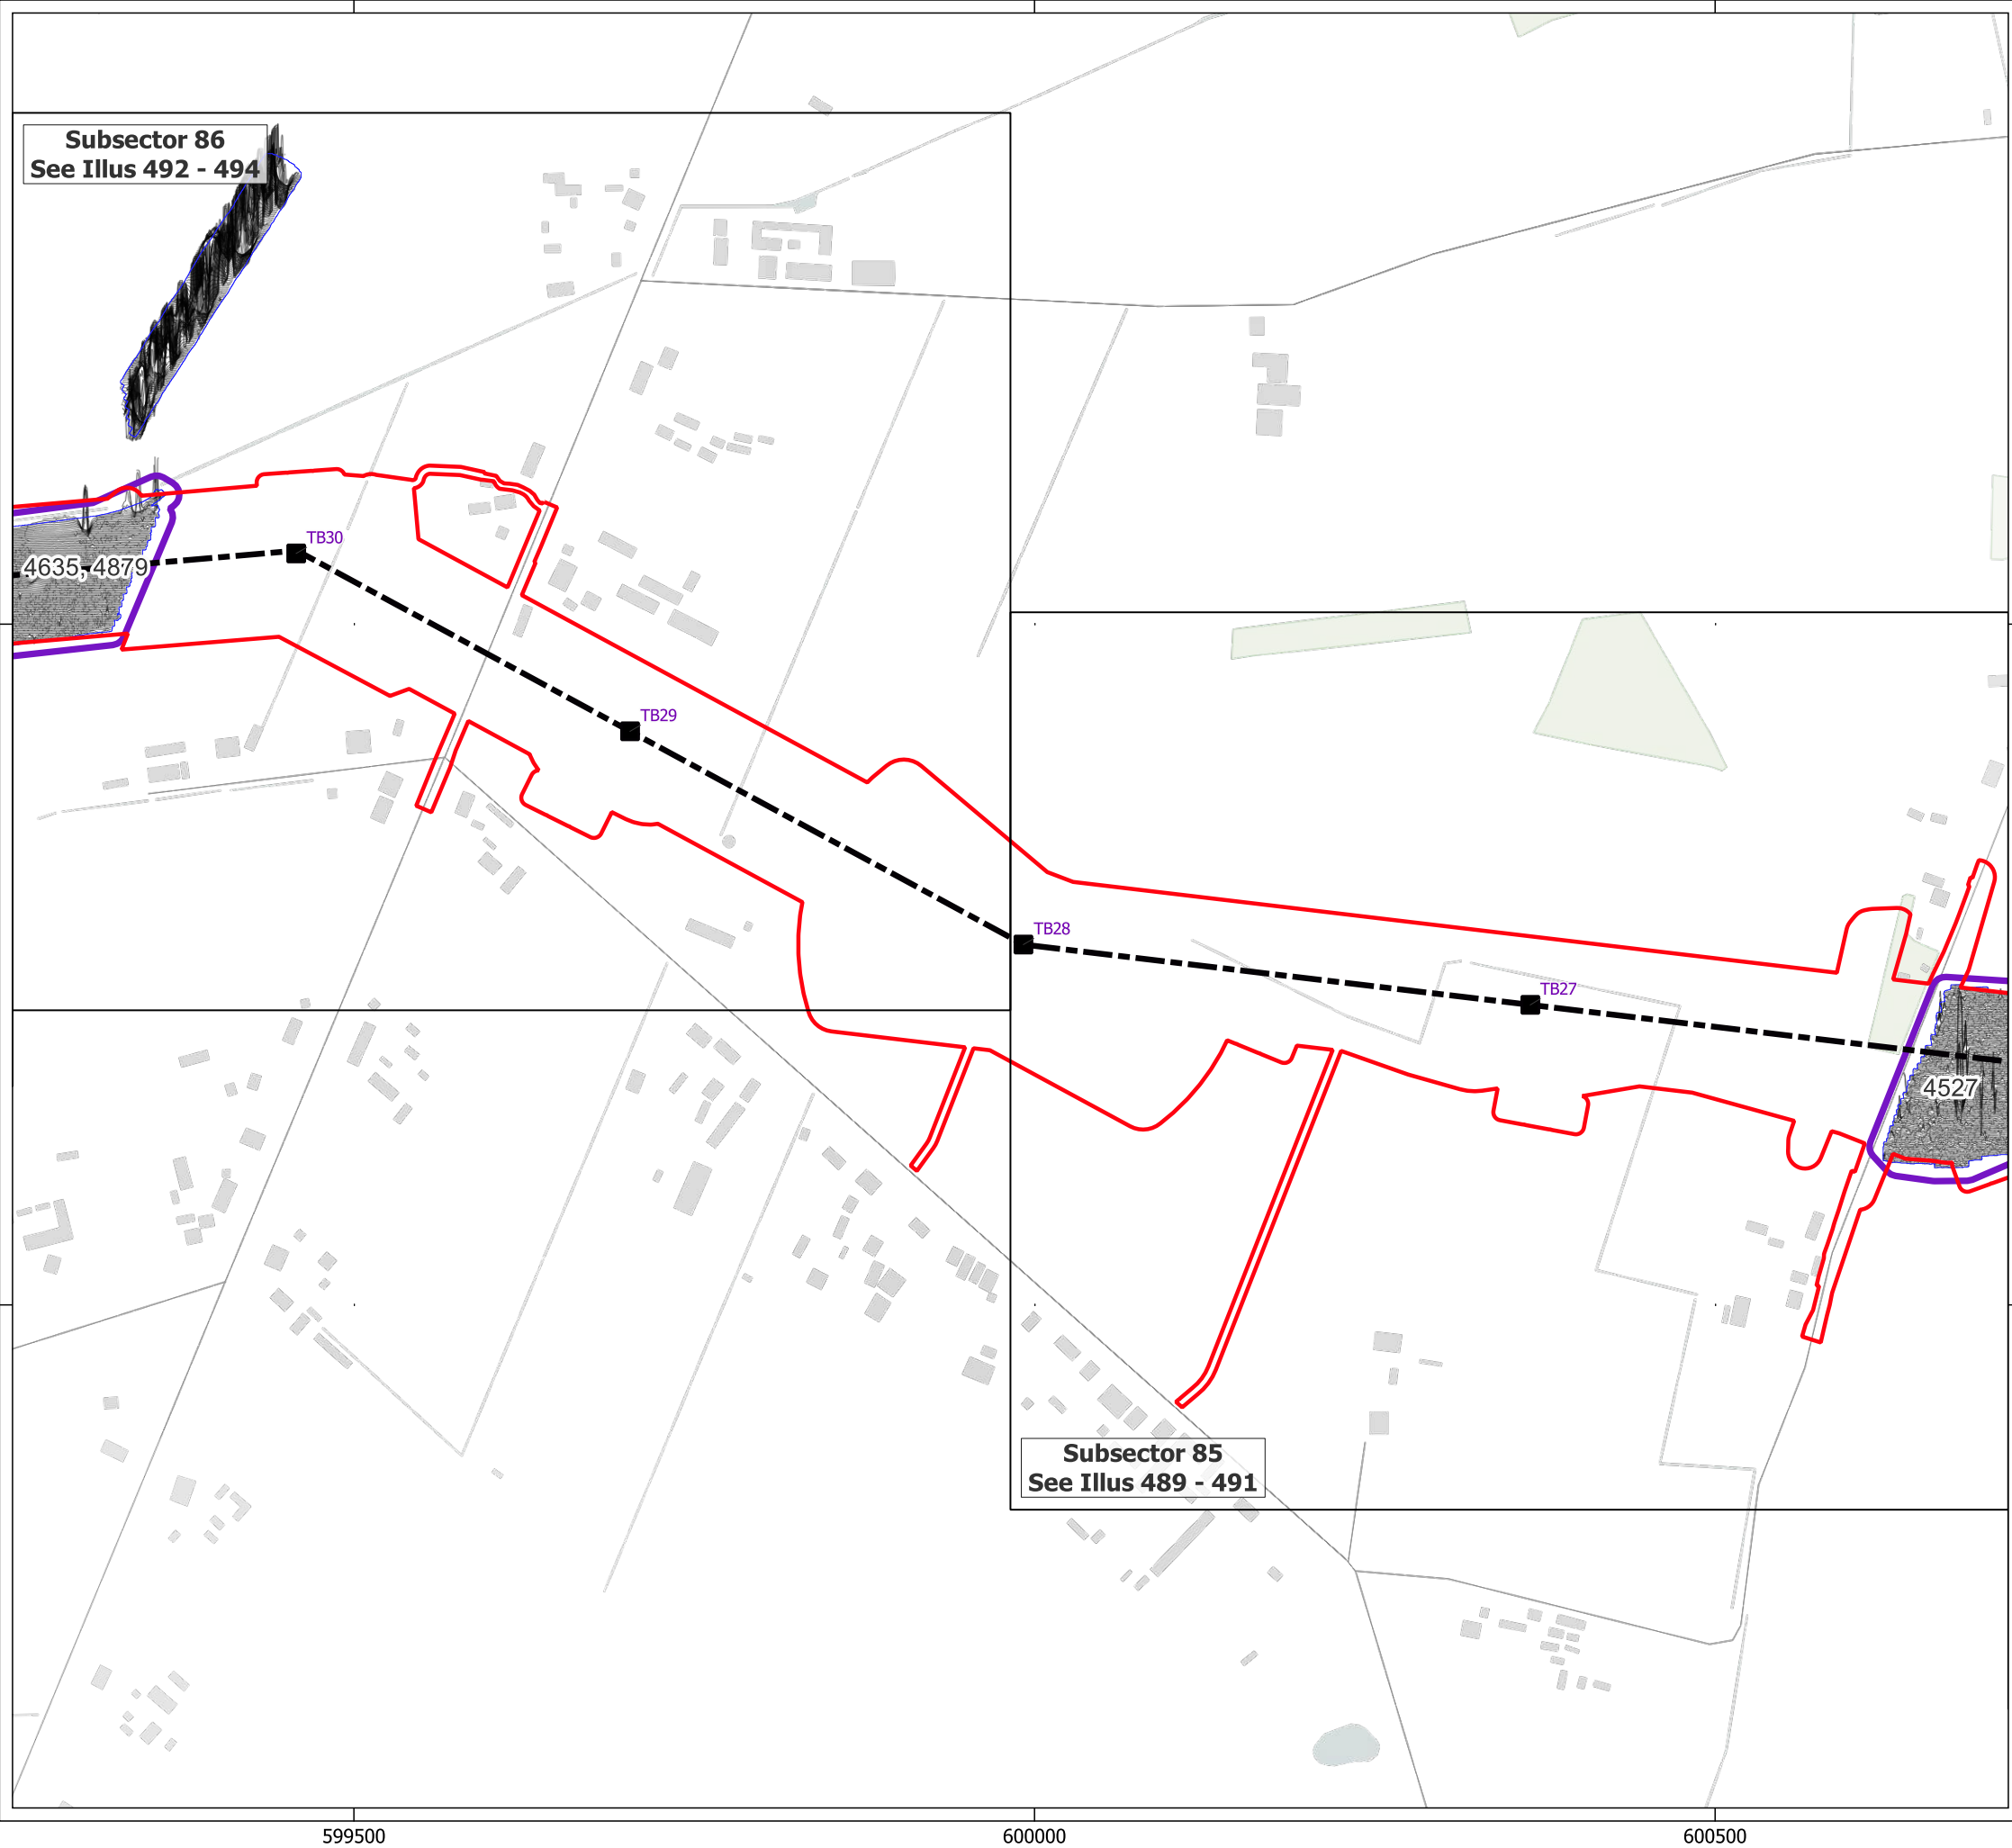 Subsector 86
See Illus 492 - 494
TB30
4635, 4879
TB29
TB28
TB27
4527
Subsector 85
See Illus 489 - 491
599500
600000
600500